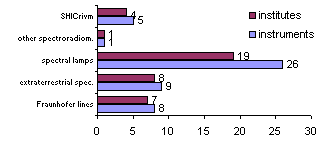 SHICrivm
4
5
institutes
instruments
other spectroradiom.
1
1
spectral lamps
19
26
extraterrestrial spec.
8
9
Fraunhofer lines
7
8
0 5 10 15 20 25 30